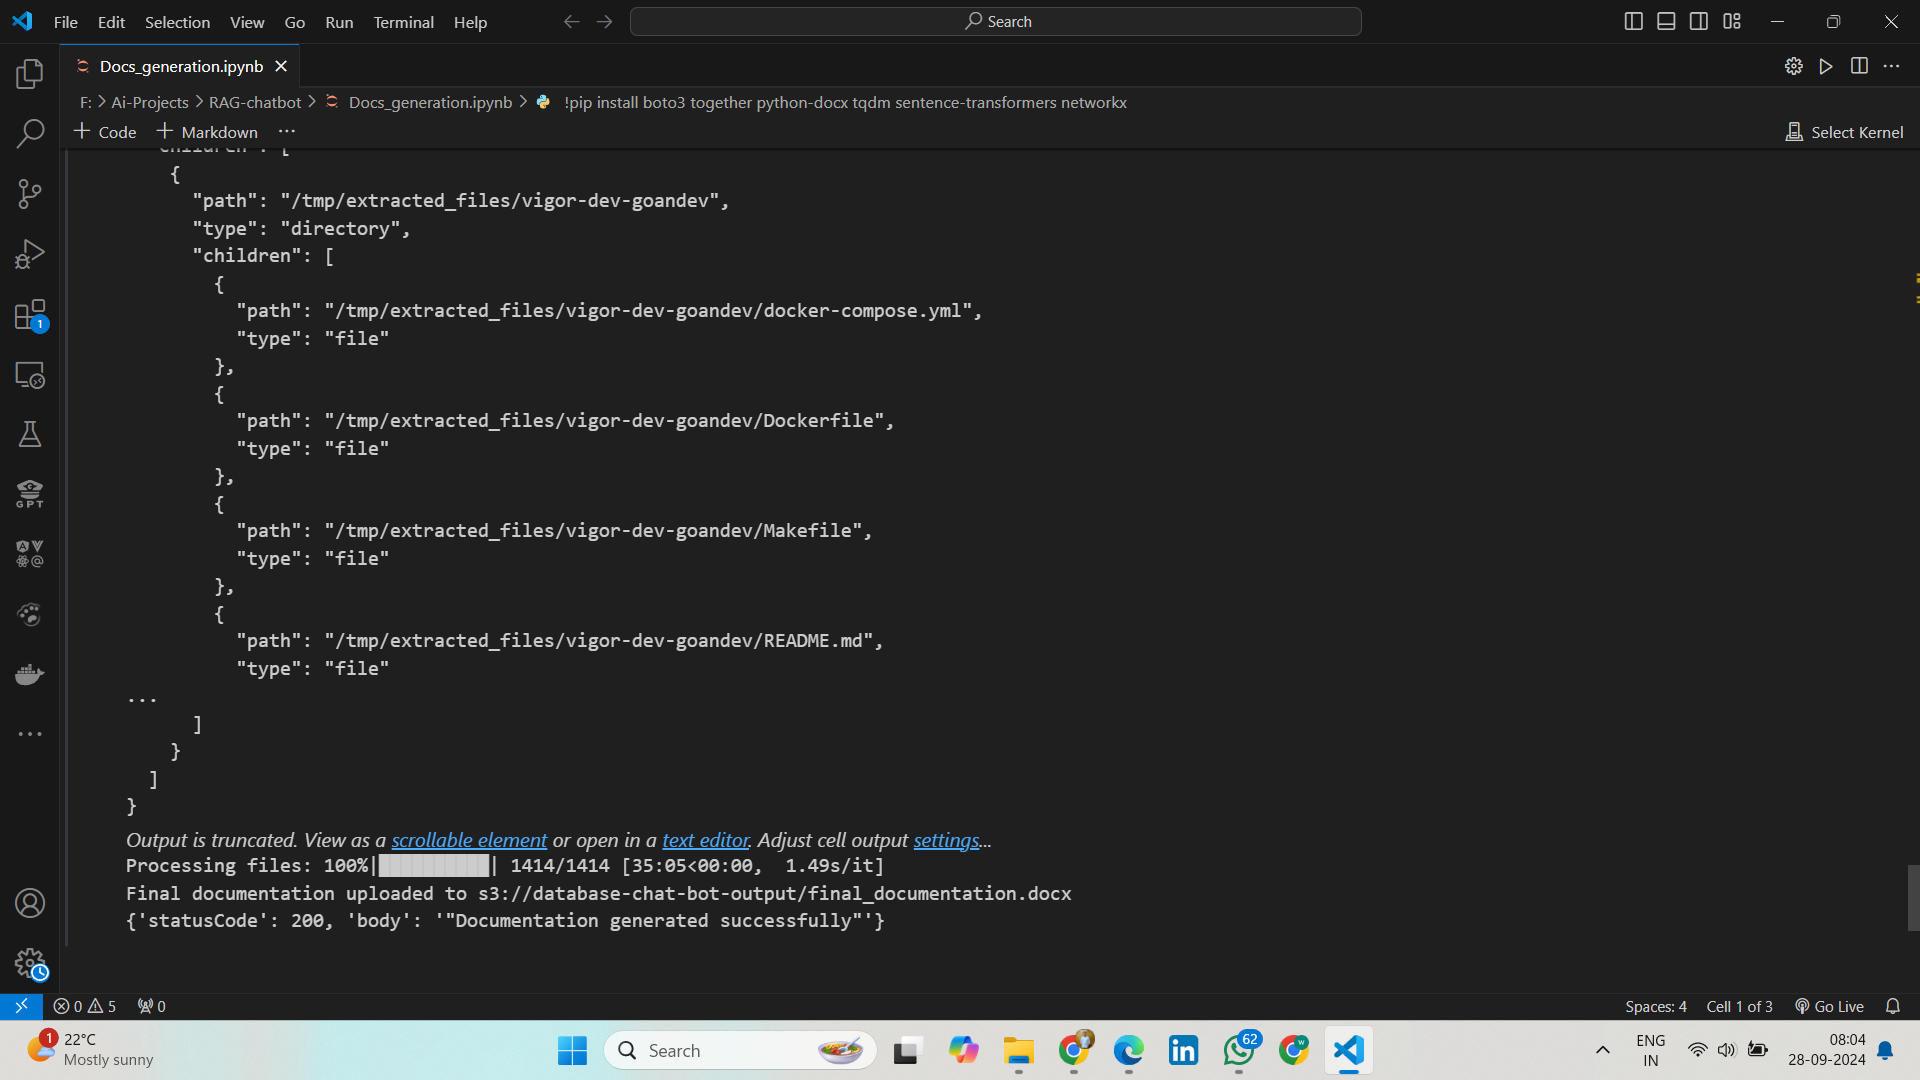 File Edit Selection View Go Run Terminal Help
Search
Docs_generation.ipynb
F: > Ai-Projects > RAG-chatbot > Docs_generation.ipynb > !pip install boto3 together python-docx tqdm sentence-transformers networkx
+ Code + Markdown ...
Select Kernel
"children": [
{
"path": "/tmp/extracted_files/vigor-dev-goandev",
"type": "directory",
"children": [
{
"path": "/tmp/extracted_files/vigor-dev-goandev/docker-compose.yml",
"type": "file"
},
{
"path": "/tmp/extracted_files/vigor-dev-goandev/Dockerfile",
"type": "file"
},
{
"path": "/tmp/extracted_files/vigor-dev-goandev/Makefile",
"type": "file"
},
{
"path": "/tmp/extracted_files/vigor-dev-goandev/README.md",
"type": "file"
...
]
}
]
}
Output is truncated. View as a scrollable element or open in a text editor. Adjust cell output settings...
Processing files: 100%|██████████| 1414/1414 [35:05<00:00,  1.49s/it]
Final documentation uploaded to s3://database-chat-bot-output/final_documentation.docx
{'statusCode': 200, 'body': '"Documentation generated successfully"'}
1
GPT
0 5 0
Spaces: 4 Cell 1 of 3 Go Live
1
22°C
Mostly sunny
Search
62
ENG
IN
08:04
28-09-2024